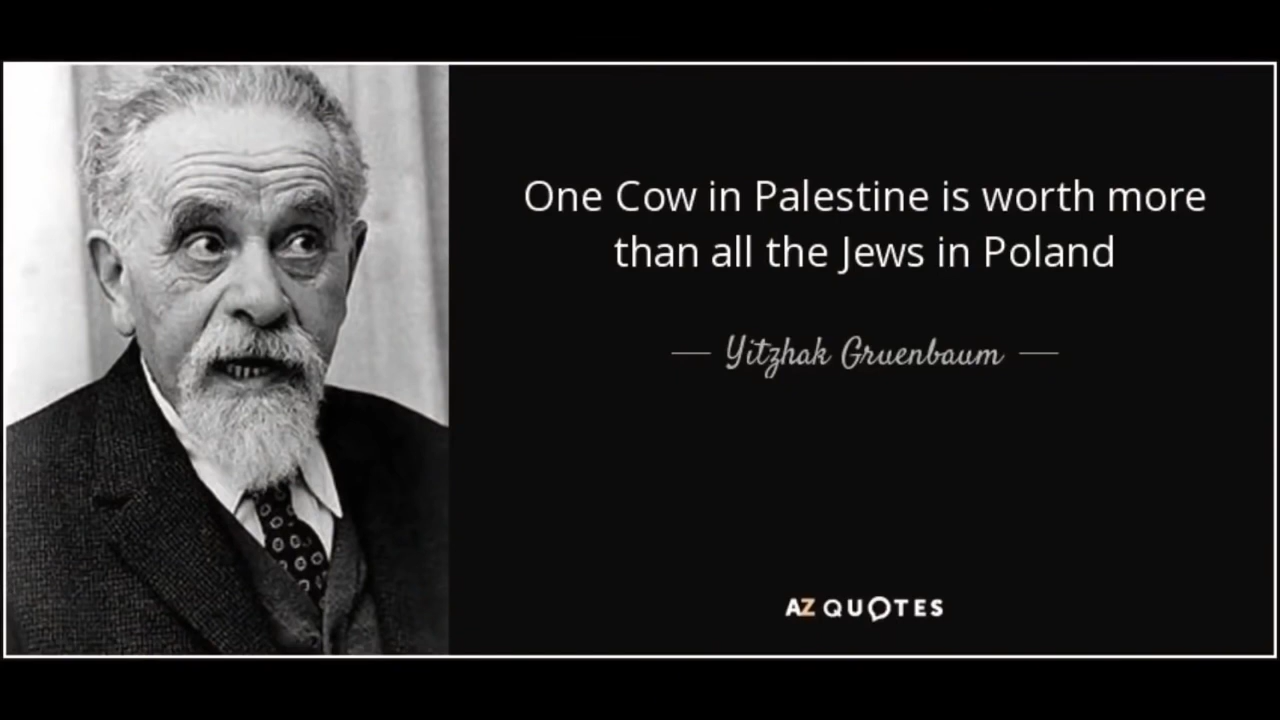 One Cow in Palestine is worth more
than all the Jews in Poland
— Yitzhak Gruenbaum —
AZ QUOTES